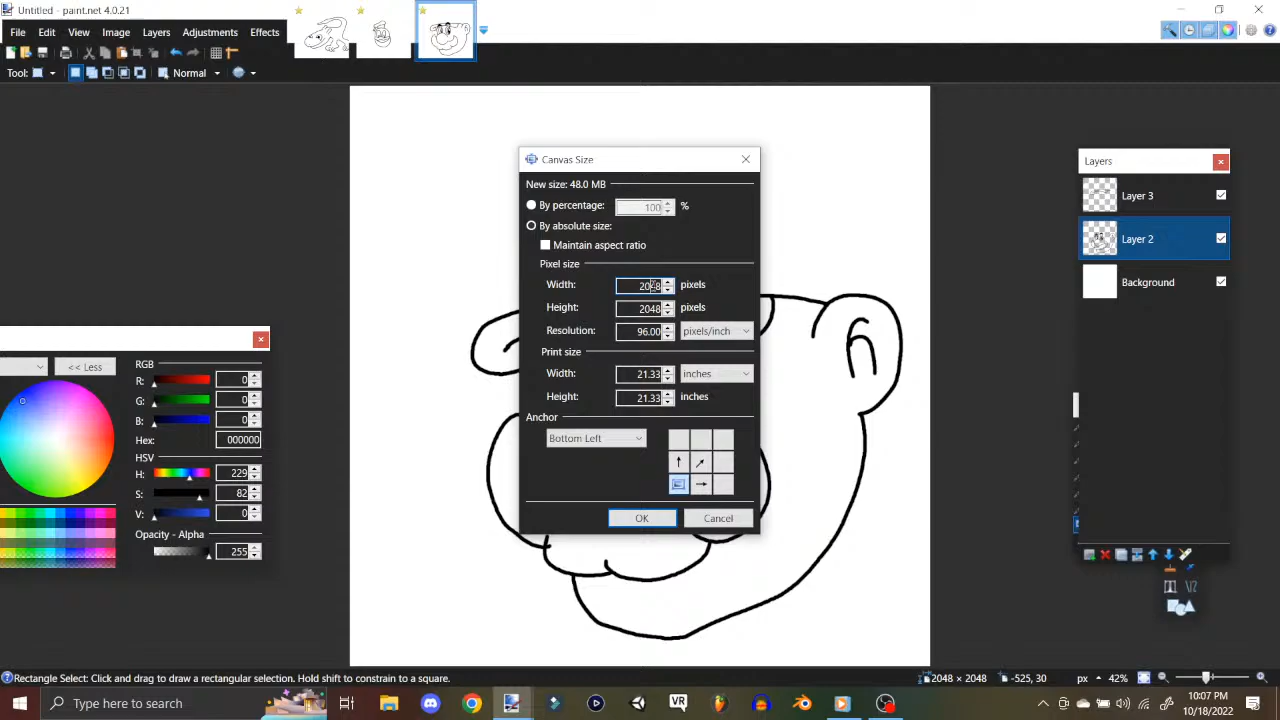 Untitled - paint.net 4.0.21
File Edit View Image Layers Adjustments Effects
Tool: Normal
Canvas Size
New size: 48.0 MB
By percentage: 100 %
By absolute size:
Maintain aspect ratio
Pixel size
Width: 2048 pixels
Height: 2048 pixels
Resolution: 96.00 pixels/inch
Print size
Width: 21.33 inches
Height: 21.33 inches
Anchor
Bottom Left
OK Cancel
Layers
Layer 3
Layer 2
Background
<< Less
RGB
R: 0
G: 0
B: 0
Hex: 000000
HSV
H: 229
S: 82
V: 0
Opacity - Alpha
255
Rectangle Select: Click and drag to draw a rectangular selection. Hold shift to constrain to a square.
2048 × 2048 -525, 30 px 42%
Type here to search
VR
10:07 PM
10/18/2022